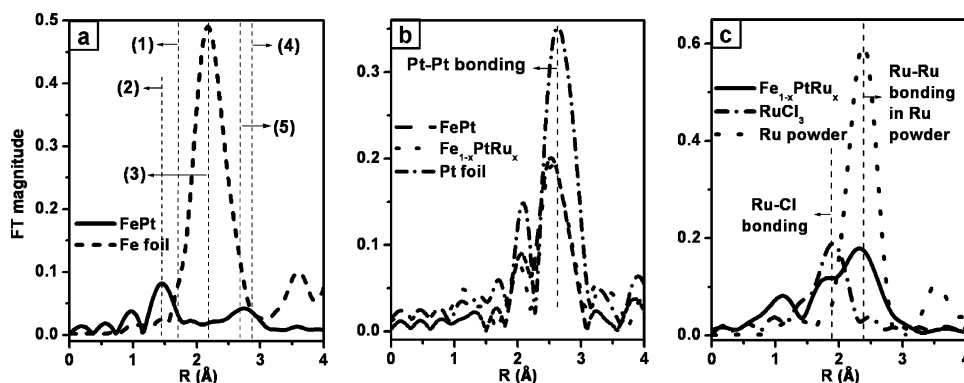 a
(1)
(2)
(3)
(4)
(5)
FePt
Fe foil
FT magnitude
0.5
0.4
0.3
0.2
0.1
0.0
0 1 2 3 4
R (Å)
b
Pt-Pt bonding
FePt
Fe1-xPtRux
Pt foil
0.3
0.2
0.1
0.0
0 1 2 3 4
R (Å)
c
Fe1-xPtRux
RuCl3
Ru powder
Ru-Ru
bonding
in Ru
powder
Ru-Cl
bonding
0.6
0.4
0.2
0.0
0 1 2 3 4
R (Å)